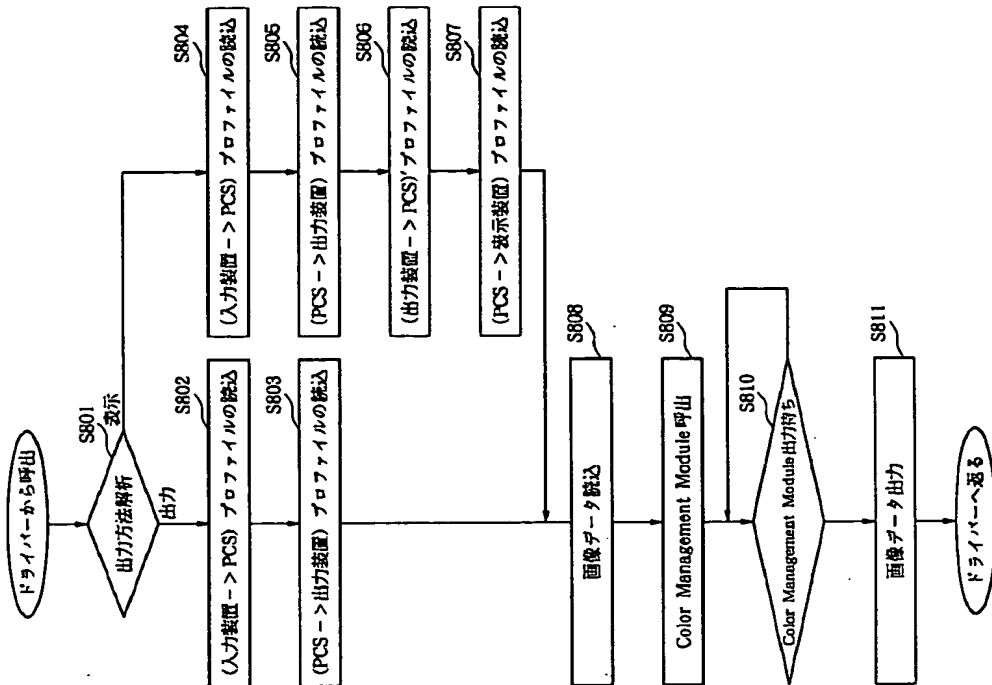 ドライバーから呼出
S801
出力方法解析
表示
出力
S802
(入力装置->PCS) プロファイルの読込
S803
(PCS->出力装置) プロファイルの読込
S804
(入力装置->PCS) プロファイルの読込
S805
(PCS->出力装置) プロファイルの読込
S806
(出力装置->PCS)'プロファイルの読込
S807
(PCS->表示装置) プロファイルの読込
S808
画像データ読込
S809
Color Management Module 呼出
S810
Color Management Module出力待ち
S811
画像データ出力
ドライバーへ返る